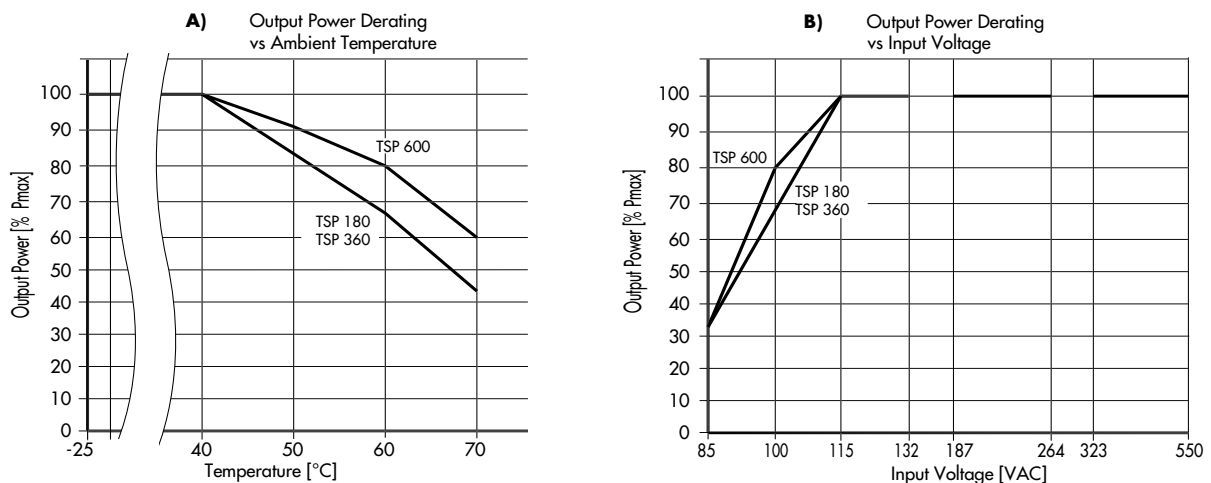 A) Output Power Derating
vs Ambient Temperature
Output Power [% Pmax]
100
90
80
70
60
50
40
30
20
10
0
TSP 600
TSP 180
TSP 360
-25 40 50 60 70
Temperature [°C]
B) Output Power Derating
vs Input Voltage
Output Power [% Pmax]
100
90
80
70
60
50
40
30
20
10
0
TSP 600
TSP 180
TSP 360
85 100 115 132 187 264 323 550
Input Voltage [VAC]